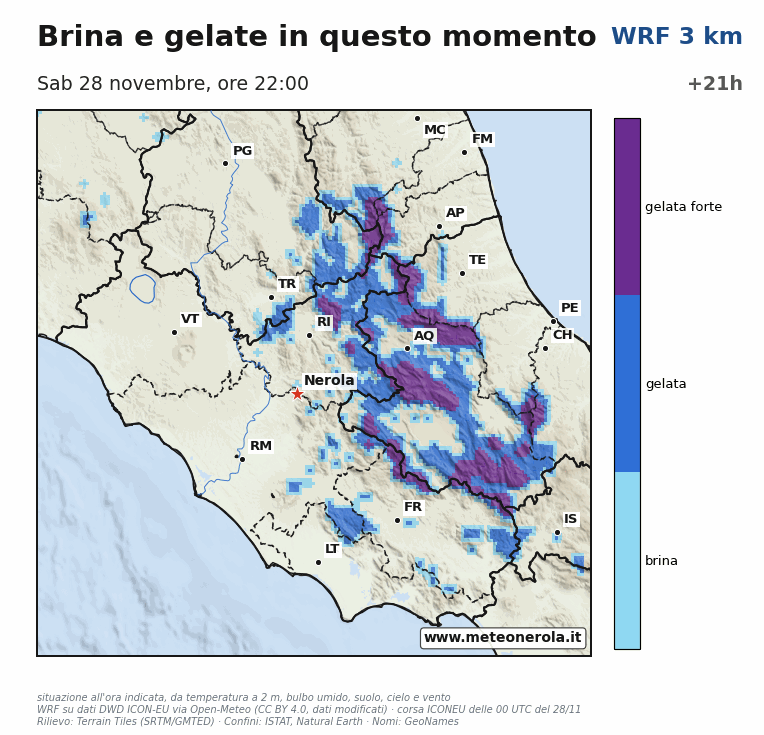 Brina e gelate in questo momento WRF 3 km
Sab 28 novembre, ore 22:00 +21h
MC
FM
PG
AP
TE
TR
PE
VT
RI
AQ
CH
Nerola
RM
FR
IS
LT
www.meteonerola.it
gelata forte
gelata
brina
situazione all'ora indicata, da temperatura a 2 m, bulbo umido, suolo, cielo e vento
WRF su dati DWD ICON-EU via Open-Meteo (CC BY 4.0, dati modificati) · corsa ICONEU delle 00 UTC del 28/11
Rilievo: Terrain Tiles (SRTM/GMTED) · Confini: ISTAT, Natural Earth · Nomi: GeoNames